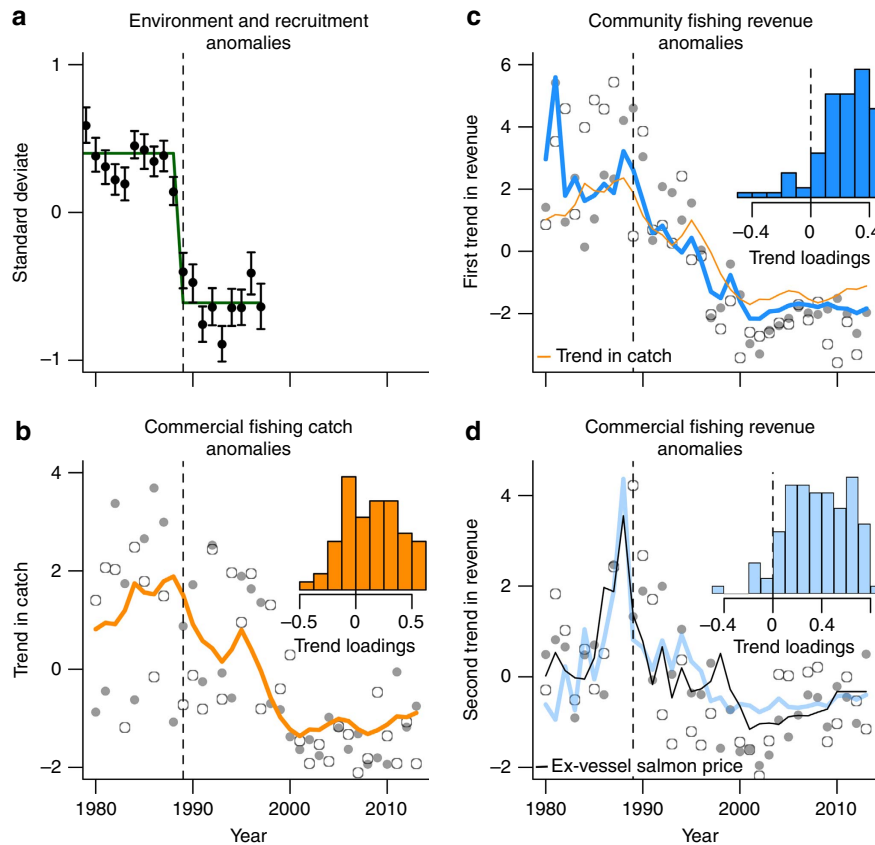 a
Environment and recruitment
anomalies
Standard deviate
1
0
−1
1980
1990
2000
2010
b
Commercial fishing catch
anomalies
Trend in catch
4
2
0
−2
−0.5
0
0.5
Trend loadings
1980
1990
2000
2010
Year
c
Community fishing revenue
anomalies
First trend in revenue
6
4
2
0
−2
−0.4
0
0.4
Trend loadings
Trend in catch
d
Commercial fishing revenue
anomalies
Second trend in revenue
4
2
0
−2
−0.4
0.4
Trend loadings
Ex-vessel salmon price
1980
1990
2000
2010
Year